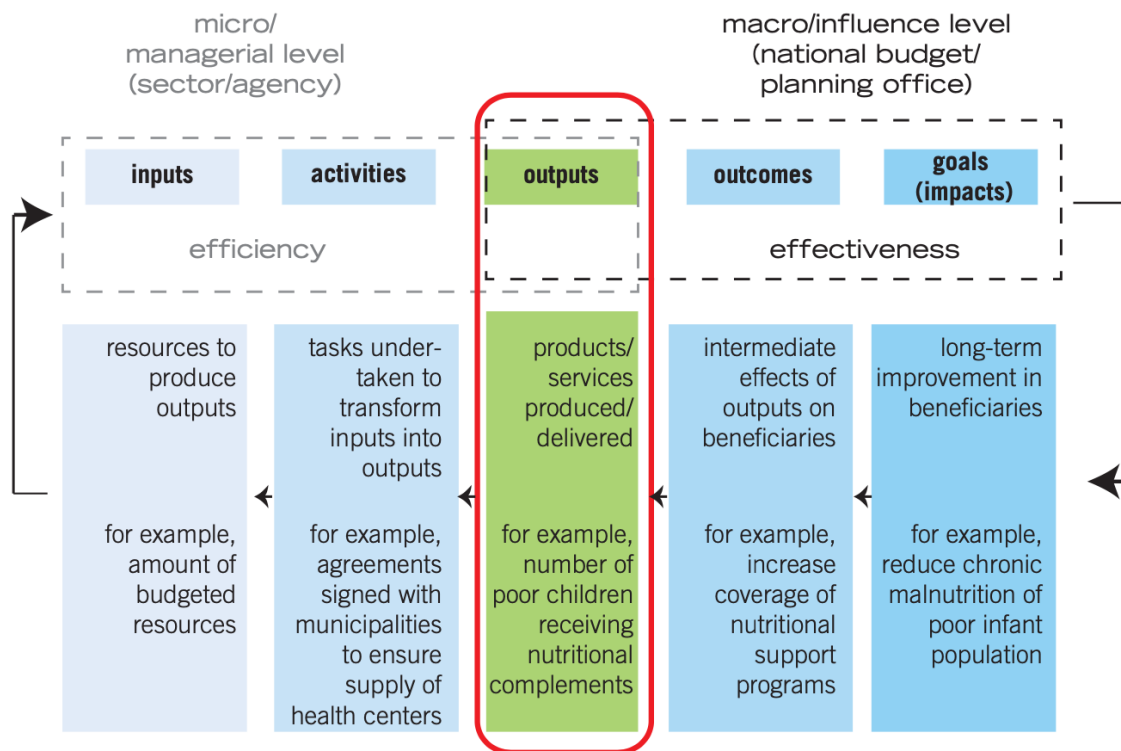 micro/
managerial level
(sector/agency)
macro/influence level
(national budget/
planning office)
inputs
activities
outputs
outcomes
goals
(impacts)
efficiency
effectiveness
resources to
produce
outputs
for example,
amount of
budgeted
resources
tasks under-
taken to
transform
inputs into
outputs
for example,
agreements
signed with
municipalities
to ensure
supply of
health centers
products/
services
produced/
delivered
for example,
number of
poor children
receiving
nutritional
complements
intermediate
effects of
outputs on
beneficiaries
for example,
increase
coverage of
nutritional
support
programs
long-term
improvement in
beneficiaries
for example,
reduce chronic
malnutrition of
poor infant
population